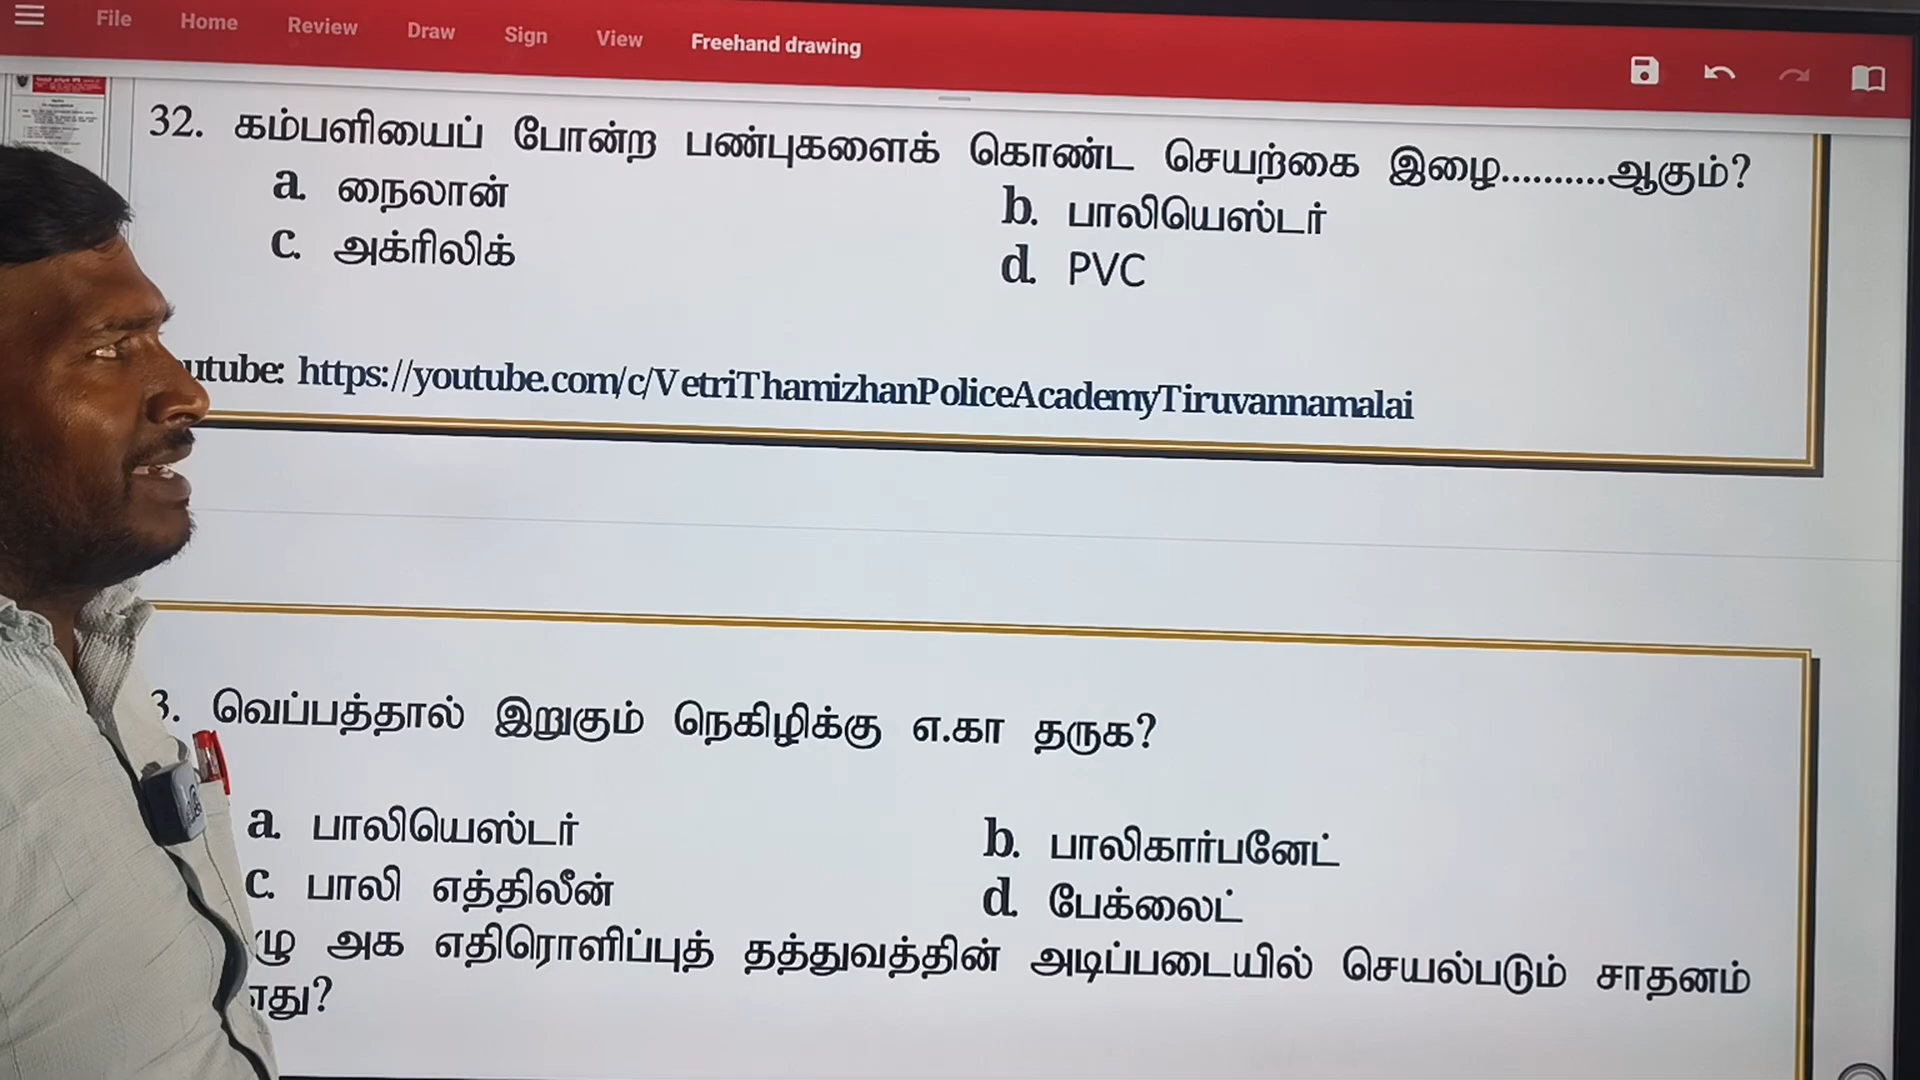 File Home Review Draw Sign View Freehand drawing
32. கம்பளியைப் போன்ற பண்புகளைக் கொண்ட செயற்கை இழை..........ஆகும்?
a. நைலான் b. பாலியெஸ்டர்
c. அக்ரிலிக் d. PVC
utube: https://youtube.com/c/VetriThamizhanPoliceAcademyTiruvannamalai
3. வெப்பத்தால் இறுகும் நெகிழிக்கு எ.கா தருக?
a. பாலியெஸ்டர் b. பாலிகார்பனேட்
c. பாலி எத்திலீன் d. பேக்லைட்
ழு அக எதிரொளிப்புத் தத்துவத்தின் அடிப்படையில் செயல்படும் சாதனம்
எது?